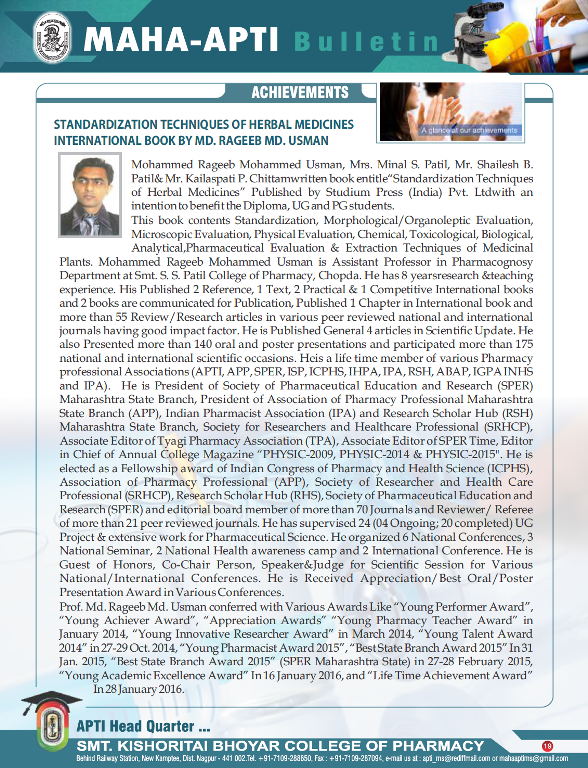 MAHA-APTI Bulletin
ACHIEVEMENTS
A glance at our achievements
STANDARDIZATION TECHNIQUES OF HERBAL MEDICINES
INTERNATIONAL BOOK BY MD. RAGEEB MD. USMAN
Mohammed Rageeb Mohammed Usman, Mrs. Minal S. Patil, Mr. Shailesh B.
Patil& Mr. Kailaspati P. Chittamwritten book entitle“Standardization Techniques
of Herbal Medicines” Published by Studium Press (India) Pvt. Ltdwith an
intention to benefit the Diploma, UG and PG students.
This book contents Standardization, Morphological/Organoleptic Evaluation,
Microscopic Evaluation, Physical Evaluation, Chemical, Toxicological, Biological,
Analytical,Pharmaceutical Evaluation & Extraction Techniques of Medicinal
Plants. Mohammed Rageeb Mohammed Usman is Assistant Professor in Pharmacognosy
Department at Smt. S. S. Patil College of Pharmacy, Chopda. He has 8 yearsresearch &teaching
experience. His Published 2 Reference, 1 Text, 2 Practical & 1 Competitive International books
and 2 books are communicated for Publication, Published 1 Chapter in International book and
more than 55 Review/Research articles in various peer reviewed national and international
journals having good impact factor. He is Published General 4 articles in Scientific Update. He
also Presented more than 140 oral and poster presentations and participated more than 175
national and international scientific occasions. Heis a life time member of various Pharmacy
professional Associations (APTI, APP, SPER, ISP, ICPHS, IHPA, IPA, RSH, ABAP, IGPA INHS
and IPA). He is President of Society of Pharmaceutical Education and Research (SPER)
Maharashtra State Branch, President of Association of Pharmacy Professional Maharashtra
State Branch (APP), Indian Pharmacist Association (IPA) and Research Scholar Hub (RSH)
Maharashtra State Branch, Society for Researchers and Healthcare Professional (SRHCP),
Associate Editor of Tyagi Pharmacy Association (TPA), Associate Editor of SPER Time, Editor
in Chief of Annual College Magazine “PHYSIC-2009, PHYSIC-2014 & PHYSIC-2015". He is
elected as a Fellowship award of Indian Congress of Pharmacy and Health Science (ICPHS),
Association of Pharmacy Professional (APP), Society of Researcher and Health Care
Professional (SRHCP), Research Scholar Hub (RHS), Society of Pharmaceutical Education and
Research (SPER) and editorial board member of more than 70 Journals and Reviewer/ Referee
of more than 21 peer reviewed journals. He has supervised 24 (04 Ongoing; 20 completed) UG
Project & extensive work for Pharmaceutical Science. He organized 6 National Conferences, 3
National Seminar, 2 National Health awareness camp and 2 International Conference. He is
Guest of Honors, Co-Chair Person, Speaker&Judge for Scientific Session for Various
National/International Conferences. He is Received Appreciation/Best Oral/Poster
Presentation Award in Various Conferences.
Prof. Md. Rageeb Md. Usman conferred with Various Awards Like “Young Performer Award”,
“Young Achiever Award”, “Appreciation Awards” “Young Pharmacy Teacher Award” in
January 2014, “Young Innovative Researcher Award” in March 2014, “Young Talent Award
2014” in 27-29 Oct. 2014, “Young Pharmacist Award 2015”, “Best State Branch Award 2015” In 31
Jan. 2015, “Best State Branch Award 2015” (SPER Maharashtra State) in 27-28 February 2015,
“Young Academic Excellence Award” In 16 January 2016, and “Life Time Achievement Award”
In 28 January 2016.
APTI Head Quarter ...
SMT. KISHORITAI BHOYAR COLLEGE OF PHARMACY
19
Behind Railway Station, New Kamptee, Dist. Nagpur - 441 002.Tel. +91-7109-288650, Fax : +91-7109-287094, e-mail us at : apti_ms@rediffmail.com or mahaaptims@gmail.com